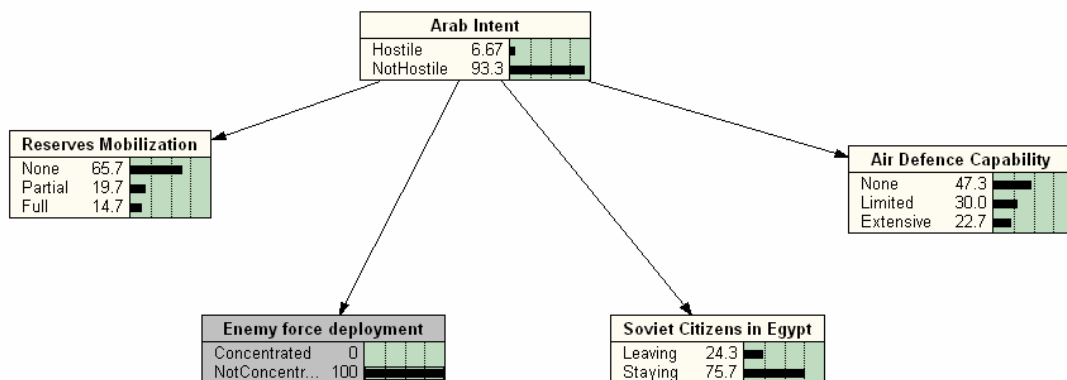 Arab Intent
Hostile 6.67
NotHostile 93.3
Reserves Mobilization
None 65.7
Partial 19.7
Full 14.7
Air Defence Capability
None 47.3
Limited 30.0
Extensive 22.7
Enemy force deployment
Concentrated 0
NotConcentr... 100
Soviet Citizens in Egypt
Leaving 24.3
Staying 75.7